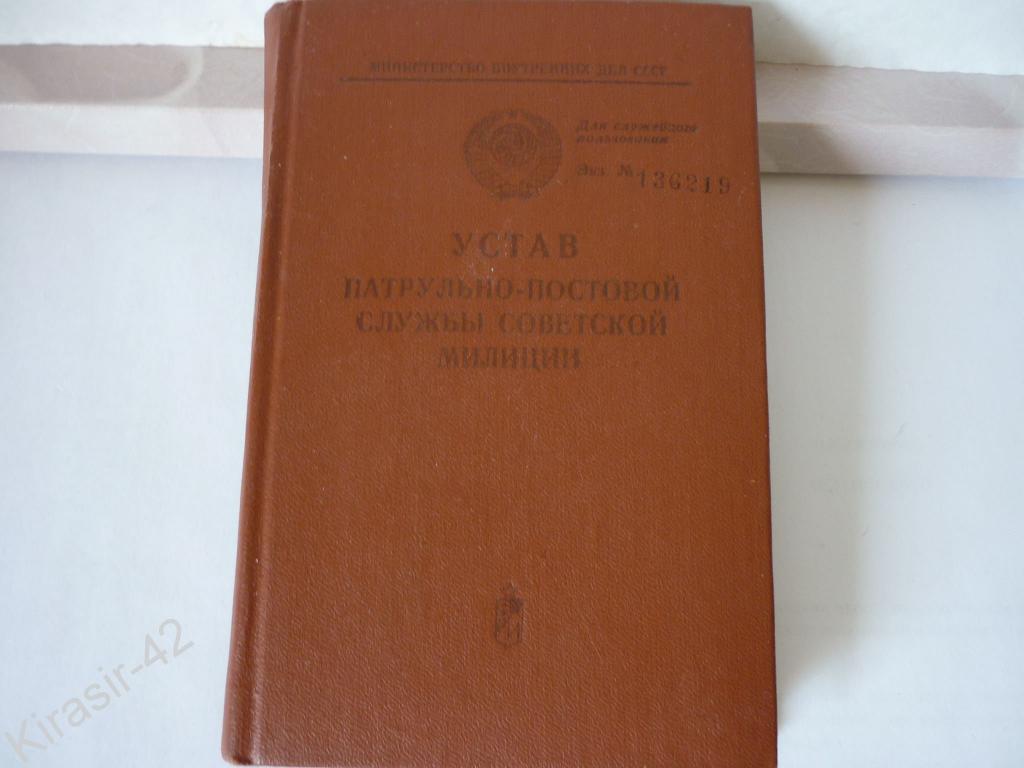 МИНИСТЕРСТВО ВНУТРЕННИХ ДЕЛ СССР
Для служебного
пользования
Экз. № 136219
УСТАВ
ПАТРУЛЬНО-ПОСТОВОЙ
СЛУЖБЫ СОВЕТСКОЙ
МИЛИЦИИ
Kirasir-42